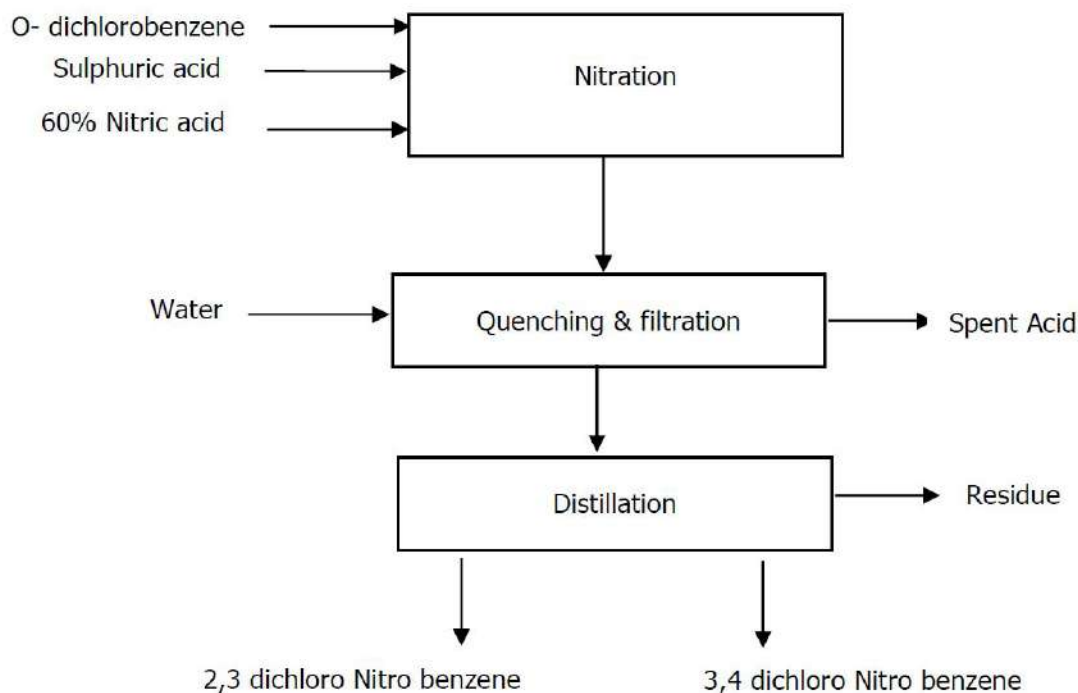 O- dichlorobenzene
Sulphuric acid
60% Nitric acid
Nitration
Water
Quenching & filtration
Spent Acid
Distillation
Residue
2,3 dichloro Nitro benzene
3,4 dichloro Nitro benzene